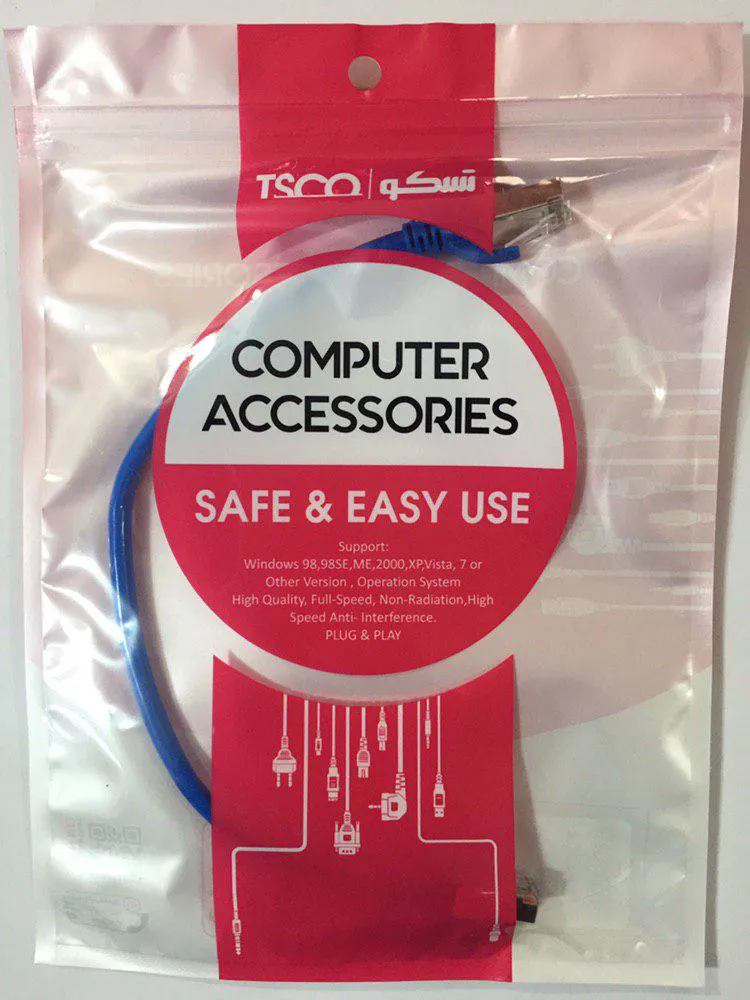 TSCO | تسکو
COMPUTER
ACCESSORIES
SAFE & EASY USE
Support:
Windows 98,98SE,ME,2000,XP,Vista, 7 or
Other Version , Operation System
High Quality, Full-Speed, Non-Radiation,High
Speed Anti- Interference.
PLUG & PLAY